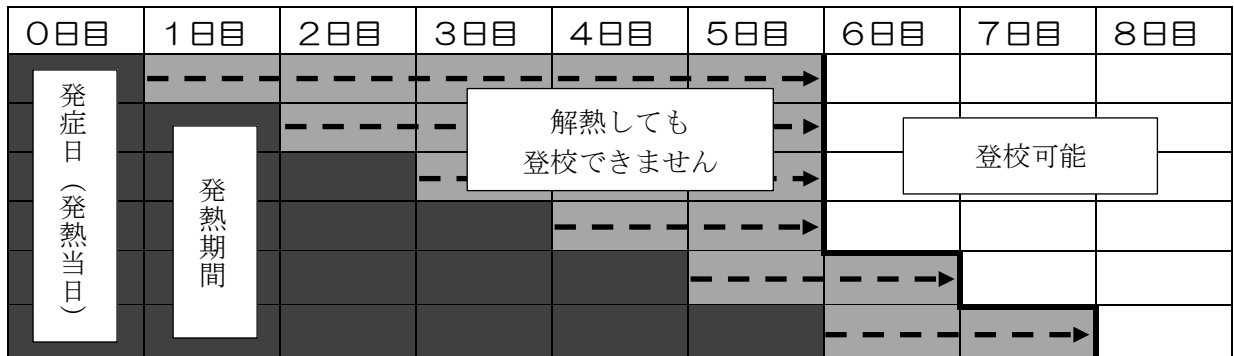 ０日目
１日目
２日目
３日目
４日目
５日目
６日目
７日目
８日目
発症日（発熱当日）
発熱期間
解熱しても
登校できません
登校可能